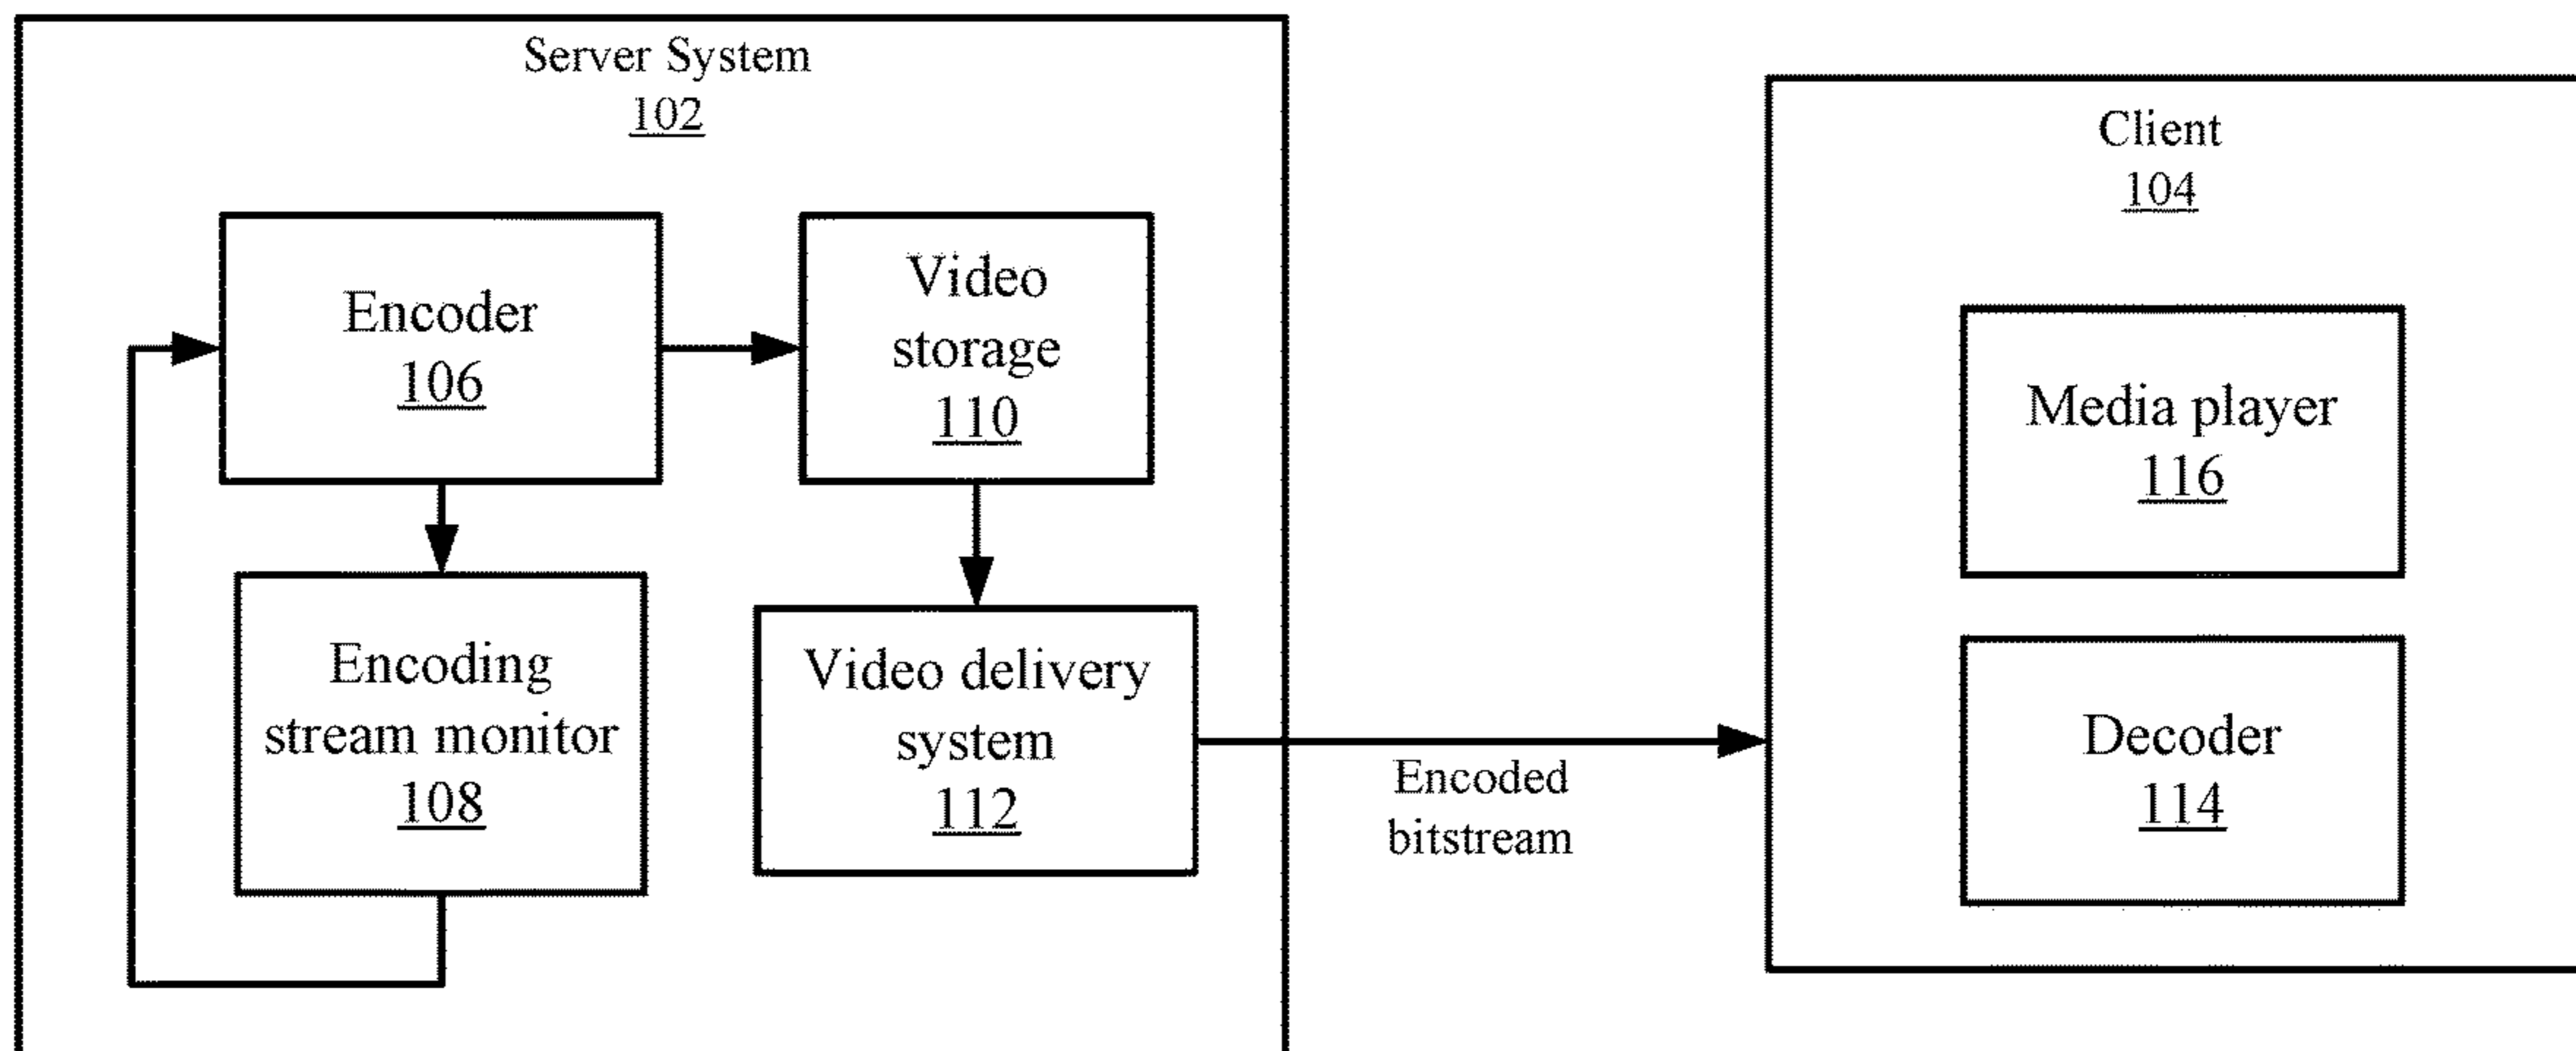 Server System
102
Encoder
106
Video
storage
110
Encoding
stream monitor
108
Video delivery
system
112
Encoded
bitstream
Client
104
Media player
116
Decoder
114